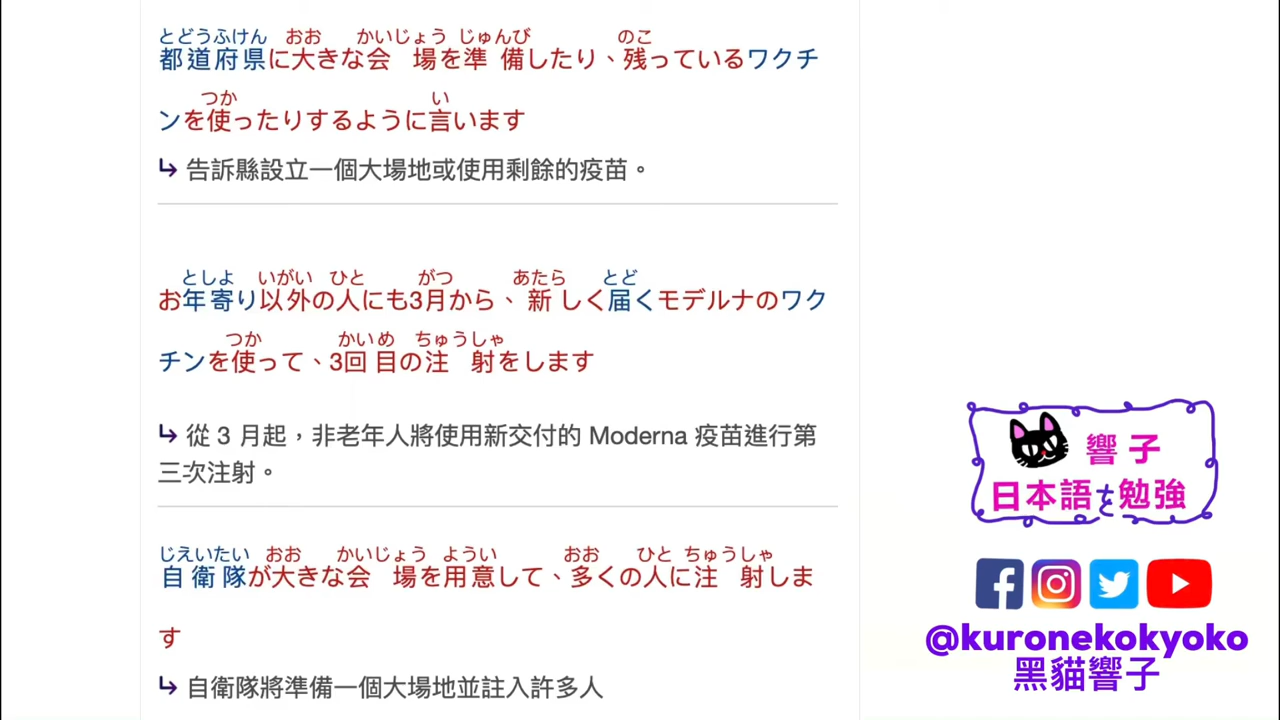 とどうふけん おお かいじょう じゅんび のこ
都道府県に大きな会場を準備したり、残っているワクチ
つか い
ンを使ったりするように言います
↳ 告訴縣設立一個大場地或使用剩餘的疫苗。
としよ いがい ひと がつ あたら とど
お年寄り以外の人にも3月から、新しく届くモデルナのワク
つか かいめ ちゅうしゃ
チンを使って、3回目の注射をします
↳ 從 3 月起，非老年人將使用新交付的 Moderna 疫苗進行第
三次注射。
じえいたい おお かいじょう ようい おお ひと ちゅうしゃ
自衛隊が大きな会場を用意して、多くの人に注射しま
す
↳ 自衛隊將準備一個大場地並註入許多人
響子
日本語を勉強
@kuronekokyoko
黑貓響子